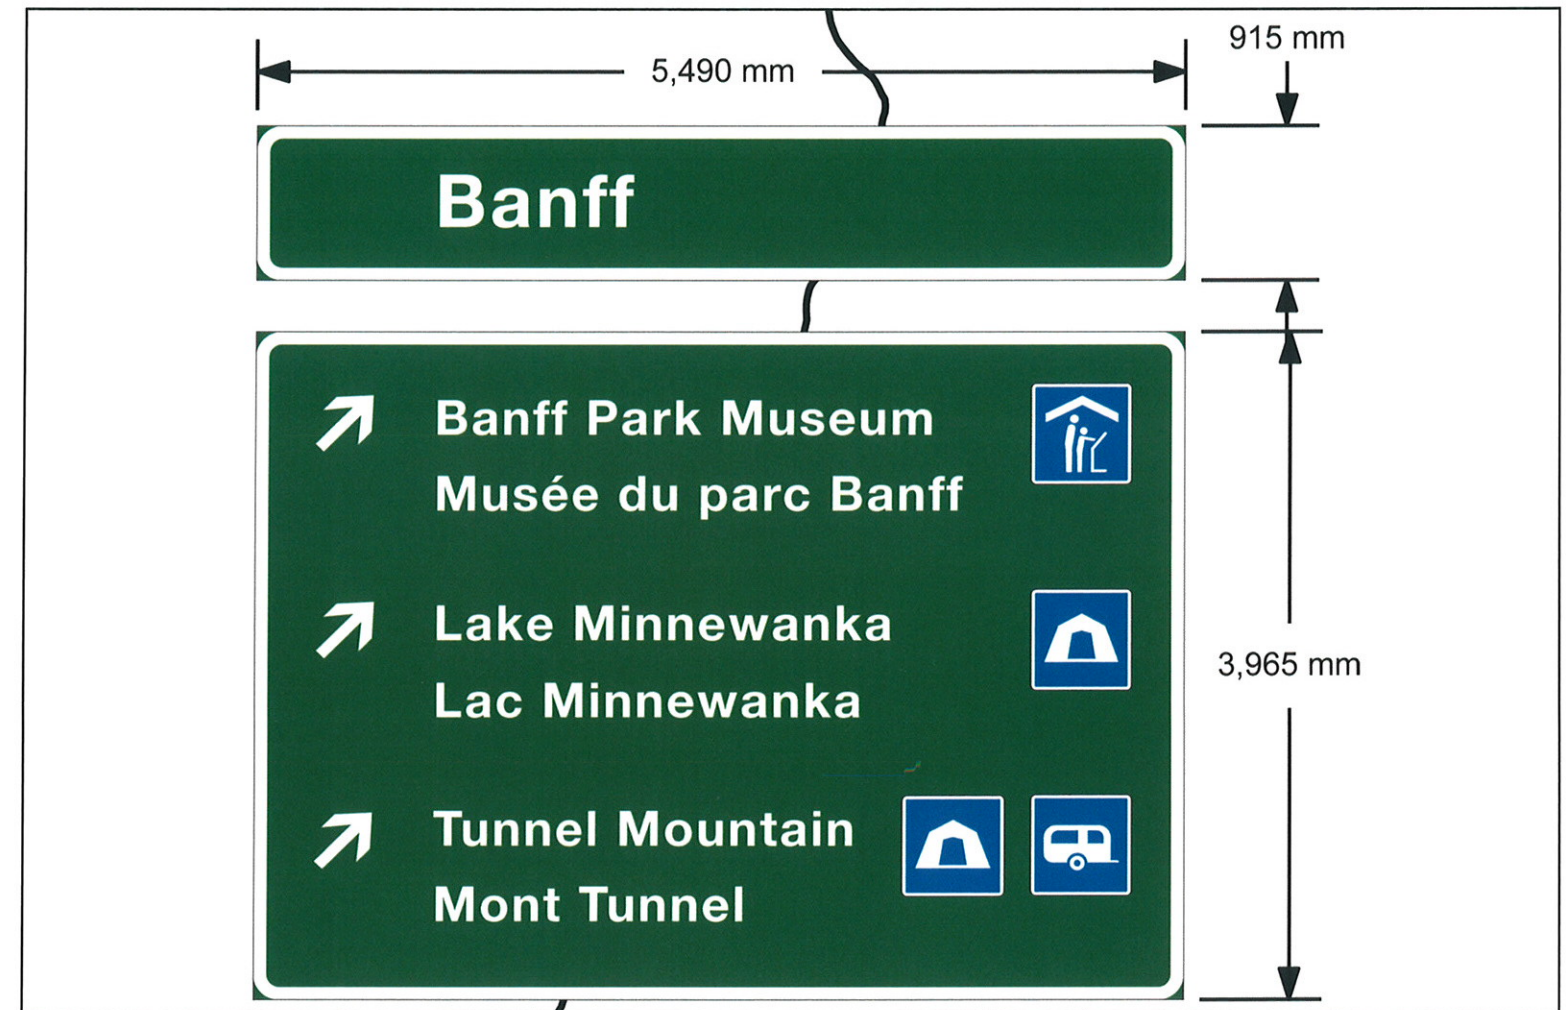 915 mm
5,490 mm
Banff
Banff Park Museum
Musée du parc Banff
Lake Minnewanka
Lac Minnewanka
3,965 mm
Tunnel Mountain
Mont Tunnel